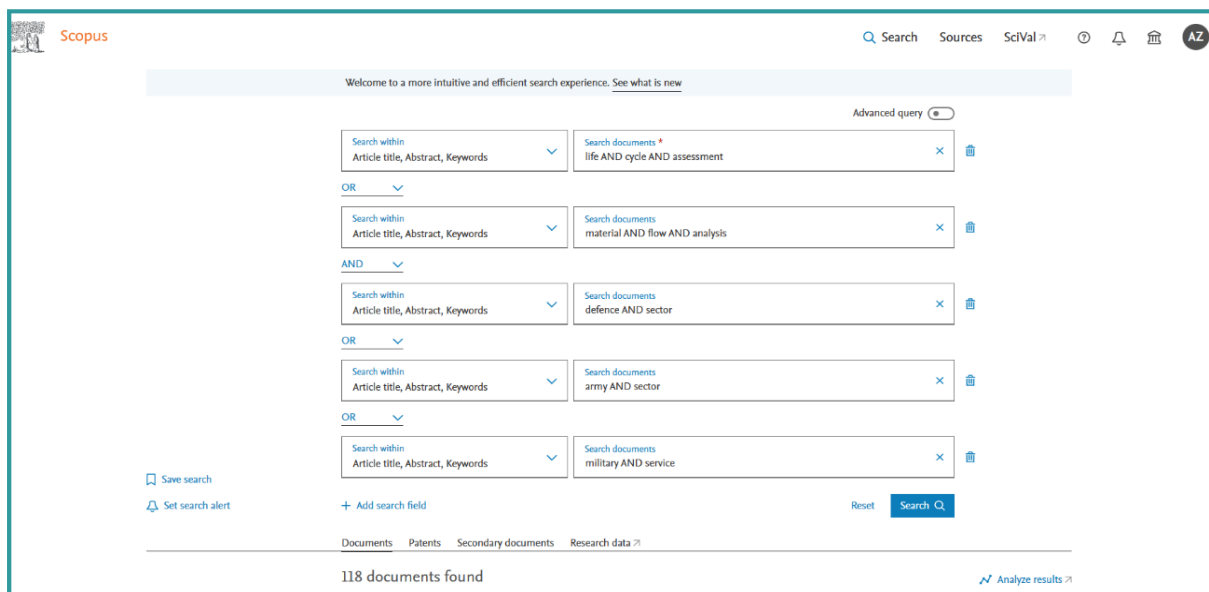 Scopus
Search Sources SciVal AZ
Welcome to a more intuitive and efficient search experience. See what is new
Advanced query
Search within
Article title, Abstract, Keywords
Search documents *
life AND cycle AND assessment
OR
Search within
Article title, Abstract, Keywords
Search documents
material AND flow AND analysis
AND
Search within
Article title, Abstract, Keywords
Search documents
defence AND sector
OR
Search within
Article title, Abstract, Keywords
Search documents
army AND sector
OR
Search within
Article title, Abstract, Keywords
Search documents
military AND service
Save search
Set search alert
+ Add search field
Reset Search
Documents Patents Secondary documents Research data
118 documents found
Analyze results